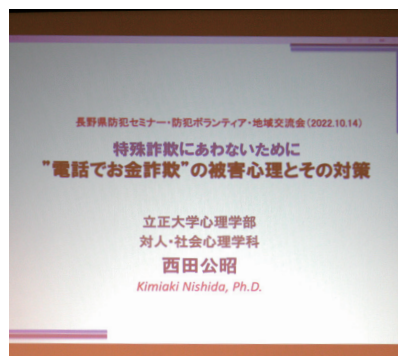 長野県防犯セミナー・防犯ボランティア・地域交流会(2022.10.14)
特殊詐欺にあわないために
"電話でお金詐欺"の被害心理とその対策
立正大学心理学部
対人・社会心理学科
西田公昭
Kimiaki Nishida, Ph.D.